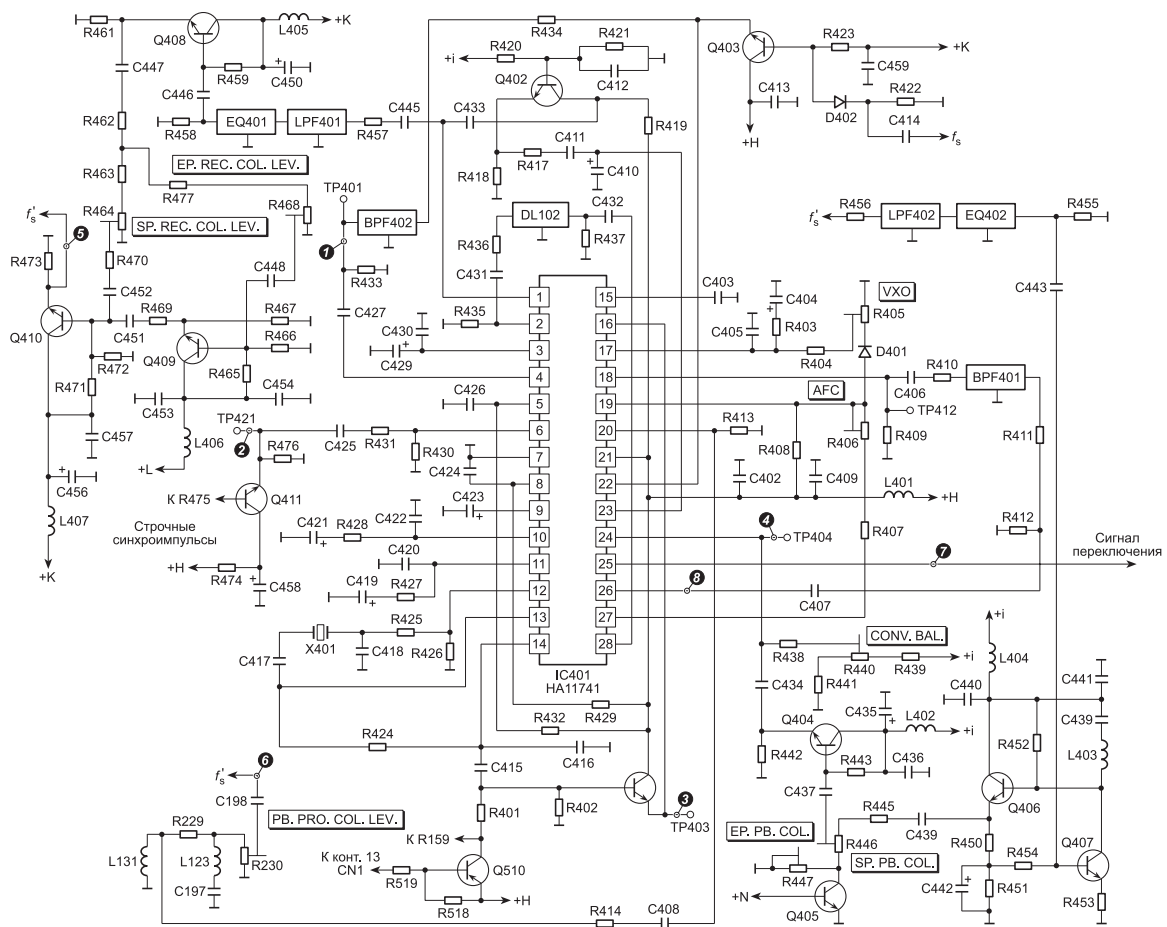 R461
Q408
L405
+K
R434
R420
+i
R421
C412
Q402
Q403
R423
+K
C459
R422
D402
C414
fs
C447
R459
+
C450
C446
C413
+H
R458
EQ401
LPF401
R457
C445
C433
R419
R462
EP. REC. COL. LEV.
R463
R477
R417
C411
+
C410
R418
TP401
R468
BPF402
DL102
C432
f's
R464
SP. REC. COL. LEV.
5
1
R436
R437
f's
R456
LPF402
EQ402
R455
R473
R470
C448
R433
C431
C403
C404
+
VXO
R405
C443
C452
C451
R469
R467
C427
R435
C430
C405
R403
Q410
Q409
R466
+
C429
R404
D401
R472
R465
R471
C454
C426
AFC
C406
R410
BPF401
C453
TP412
C457
TP421
2
C425
R431
R430
R413
R406
R409
R411
L406
R476
C424
R408
+
C456
+L
C402
C409
L401
+H
К R475
Q411
C423
+
L407
C421
+
R428
C422
4
TP404
R407
R412
Строчные
синхроимпульсы
C420
7
Сигнал
переключения
+H
R474
+
C458
C419
+
R427
8
+K
C407
X401
R425
C418
R426
+i
C417
1
2
3
4
5
6
7
8
9
10
11
12
13
14
15
16
17
18
19
20
21
22
23
24
25
26
27
28
IC401
HA11741
R438
CONV. BAL.
R440
R439
+i
L404
C434
R441
C440
C441
R432
R429
C435
+
L402
+i
C439
R424
C416
Q404
R442
R443
C436
R452
L403
6
f's
C415
C437
Q406
C198
PB. PRO. COL. LEV.
R401
R402
3
TP403
R445
C439
EP. PB. COL.
R446
R450
Q407
R229
К R159
SP. PB. COL.
R454
L131
L123
R230
К конт. 13
CN1
R519
Q510
R447
C442
+
R451
C197
R453
R518
+H
+N
Q405
R414
C408